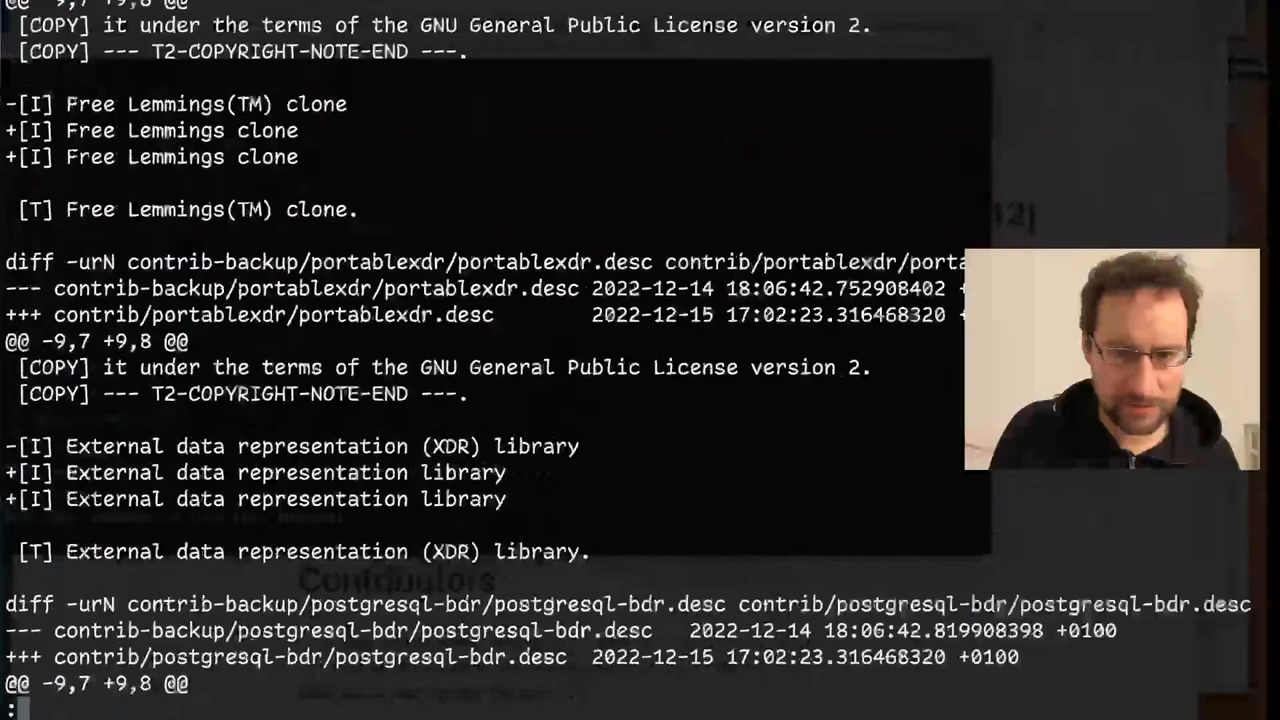 @@ -9,7 +9,8 @@
[COPY] it under the terms of the GNU General Public License version 2.
[COPY] --- T2-COPYRIGHT-NOTE-END ---.
-[I] Free Lemmings(TM) clone
+[I] Free Lemmings clone
+[I] Free Lemmings clone
[T] Free Lemmings(TM) clone.
diff -urN contrib-backup/portablexdr/portablexdr.desc contrib/portablexdr/porta
--- contrib-backup/portablexdr/portablexdr.desc 2022-12-14 18:06:42.752908402 +
+++ contrib/portablexdr/portablexdr.desc 2022-12-15 17:02:23.316468320 +
@@ -9,7 +9,8 @@
[COPY] it under the terms of the GNU General Public License version 2.
[COPY] --- T2-COPYRIGHT-NOTE-END ---.
-[I] External data representation (XDR) library
+[I] External data representation library
+[I] External data representation library
[T] External data representation (XDR) library.
Contributors
diff -urN contrib-backup/postgresql-bdr/postgresql-bdr.desc contrib/postgresql-bdr/postgresql-bdr.desc
--- contrib-backup/postgresql-bdr/postgresql-bdr.desc 2022-12-14 18:06:42.819908398 +0100
+++ contrib/postgresql-bdr/postgresql-bdr.desc 2022-12-15 17:02:23.316468320 +0100
@@ -9,7 +9,8 @@
: